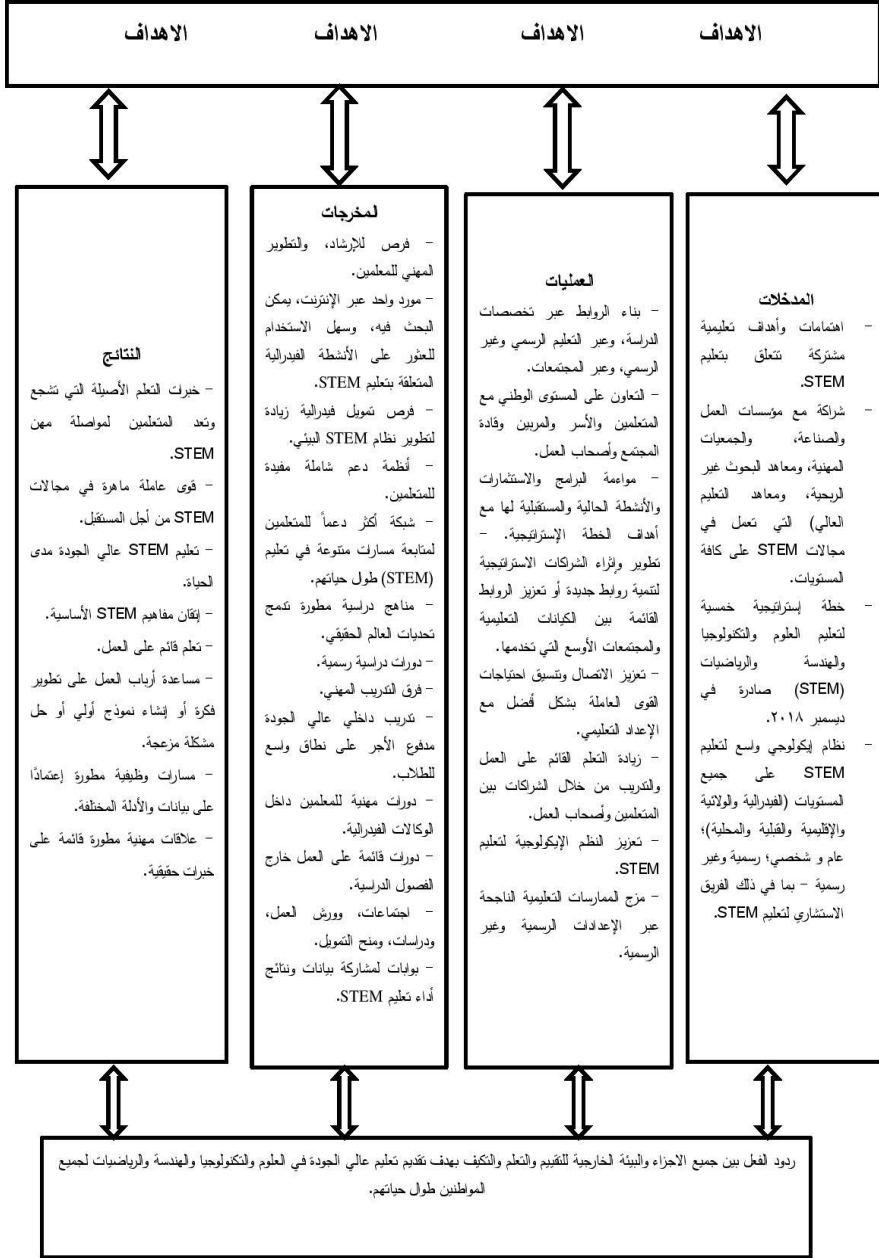 الاهداف الاهداف الاهداف الاهداف
المدخلات
- اهتمامات وأهداف تعليمية
مشتركة تتعلق بتعليم
STEM.
- شراكة مع مؤسسات العمل
والصناعة، والجمعيات
المهنية، ومعاهد البحوث غير
الربحية، ومعاهد التعليم
العالي) التي تعمل في
مجالات STEM على كافة
المستويات.
- خطة إستراتيجية خمسية
لتعليم العلوم والتكنولوجيا
والهندسة والرياضيات
(STEM) صادرة في
ديسمبر ٢٠١٨.
- نظام إيكولوجي واسع لتعليم
STEM على جميع
المستويات (الفيدرالية والولائية
والإقليمية والقبلية والمحلية)؛
عام و شخصي؛ رسمية وغير
رسمية - بما في ذلك الفريق
الاستشاري لتعليم STEM.
العمليات
- بناء الروابط عبر تخصصات
الدراسة، وعبر التعليم الرسمي وغير
الرسمي، وعبر المجتمعات.
- التعاون على المستوى الوطني مع
المتعلمين والأسر والمربين وقادة
المجتمع وأصحاب العمل.
- مواءمة البرامج والاستثمارات
والأنشطة الحالية والمستقبلية لها مع
أهداف الخطة الإستراتيجية. -
تطوير وإثراء الشراكات الاستراتيجية
لتنمية روابط جديدة أو تعزيز الروابط
القائمة بين الكيانات التعليمية
والمجتمعات الأوسع التي تخدمها.
- تعزيز الاتصال وتنسيق احتياجات
القوى العاملة بشكل أفضل مع
الإعداد التعليمي.
- زيادة التعلم القائم على العمل
والتدريب من خلال الشراكات بين
المتعلمين وأصحاب العمل.
- تعزيز النظم الإيكولوجية لتعليم
STEM.
- مزج الممارسات التعليمية الناجحة
عبر الإعدادات الرسمية وغير
الرسمية.
المخرجات
- فرص للإرشاد، والتطوير
المهني للمعلمين.
- مورد واحد عبر الإنترنت، يمكن
البحث فيه، وسهل الاستخدام
للعثور على الأنشطة الفيدرالية
المتعلقة بتعليم STEM.
- فرص تمويل فيدرالية زيادة
لتطوير نظام STEM البيئي.
- أنظمة دعم شاملة مفيدة
للمتعلمين.
- شبكة أكثر دعماً للمتعلمين
لمتابعة مسارات متنوعة في تعليم
(STEM) طول حياتهم.
- مناهج دراسية مطورة تدمج
تحديات العالم الحقيقي.
- دورات دراسية رسمية.
- فرق التدريب المهني.
- تدريب داخلي عالي الجودة
مدفوع الأجر على نطاق واسع
للطلاب.
- دورات مهنية للمعلمين داخل
الوكالات الفيدرالية.
- دورات قائمة على العمل خارج
الفصول الدراسية.
- اجتماعات، وورش العمل،
ودراسات، ومنح التمويل.
- بوابات لمشاركة بيانات ونتائج
أداء تعليم STEM.
النتائج
- خبرات التعلم الأصيلة التي تشجع
وتعد المتعلمين لمواصلة مهن
STEM.
- قوى عاملة ماهرة في مجالات
STEM من أجل المستقبل.
- تعليم STEM عالي الجودة مدى
الحياة.
- إتقان مفاهيم STEM الأساسية.
- تعلم قائم على العمل.
- مساعدة أرباب العمل على تطوير
فكرة أو إنشاء نموذج أولي أو حل
مشكلة مزعجة.
- مسارات وظيفية مطورة إعتمادًا
على بيانات والأدلة المختلفة.
- علاقات مهنية مطورة قائمة على
خبرات حقيقية.
ردود الفعل بين جميع الاجزاء والبيئة الخارجية للتقييم والتعلم والتكيف بهدف تقديم تعليم عالي الجودة في العلوم والتكنولوجيا والهندسة والرياضيات لجميع
المواطنين طوال حياتهم.